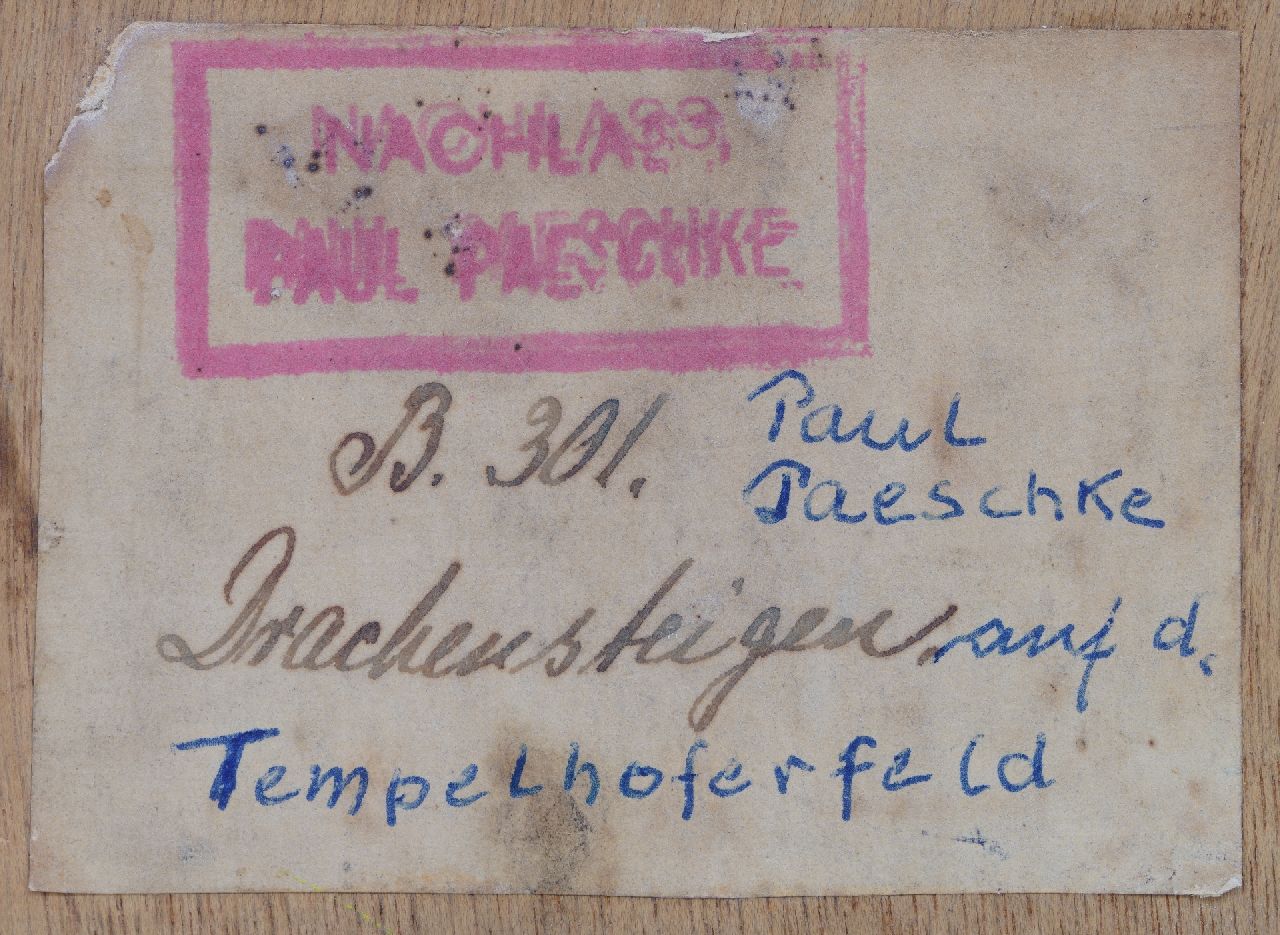 NACHLASS
PAUL PAESCHKE
B. 301. Paul
Paeschke
Drachensteigen. auf d.
Tempelhoferfeld